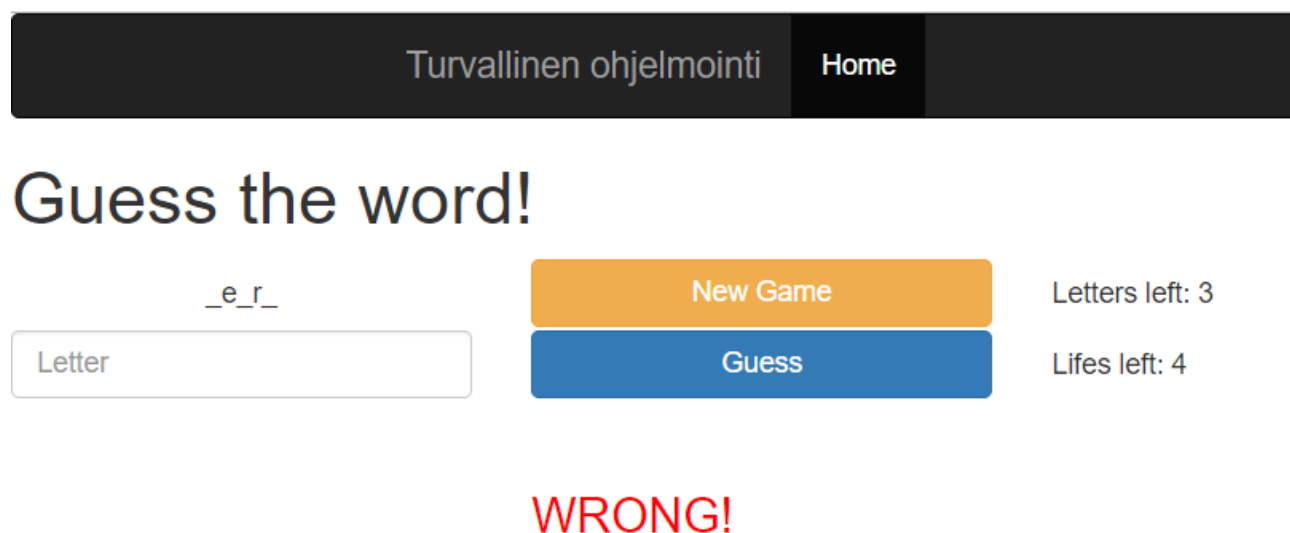 Turvallinen ohjelmointi Home
Guess the word!
_e_r_ New Game Letters left: 3
Letter Guess Lifes left: 4
WRONG!